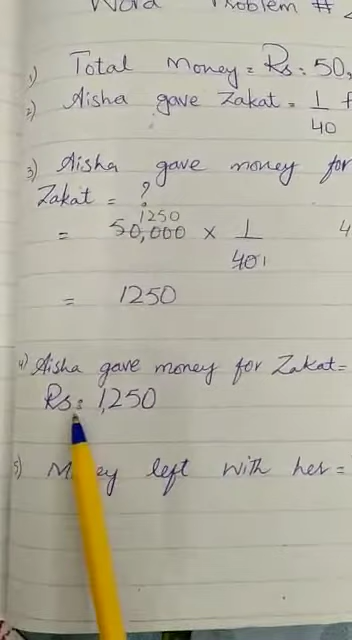 Word Problem #
1) Total Money = Rs: 50,
2) Aisha gave Zakat = 1
40
3) Aisha gave money for
Zakat = ?
1250
= 50,000 × 1
40 1
= 1250
4) Aisha gave money for Zakat =
Rs: 1,250
5) Money left with her =